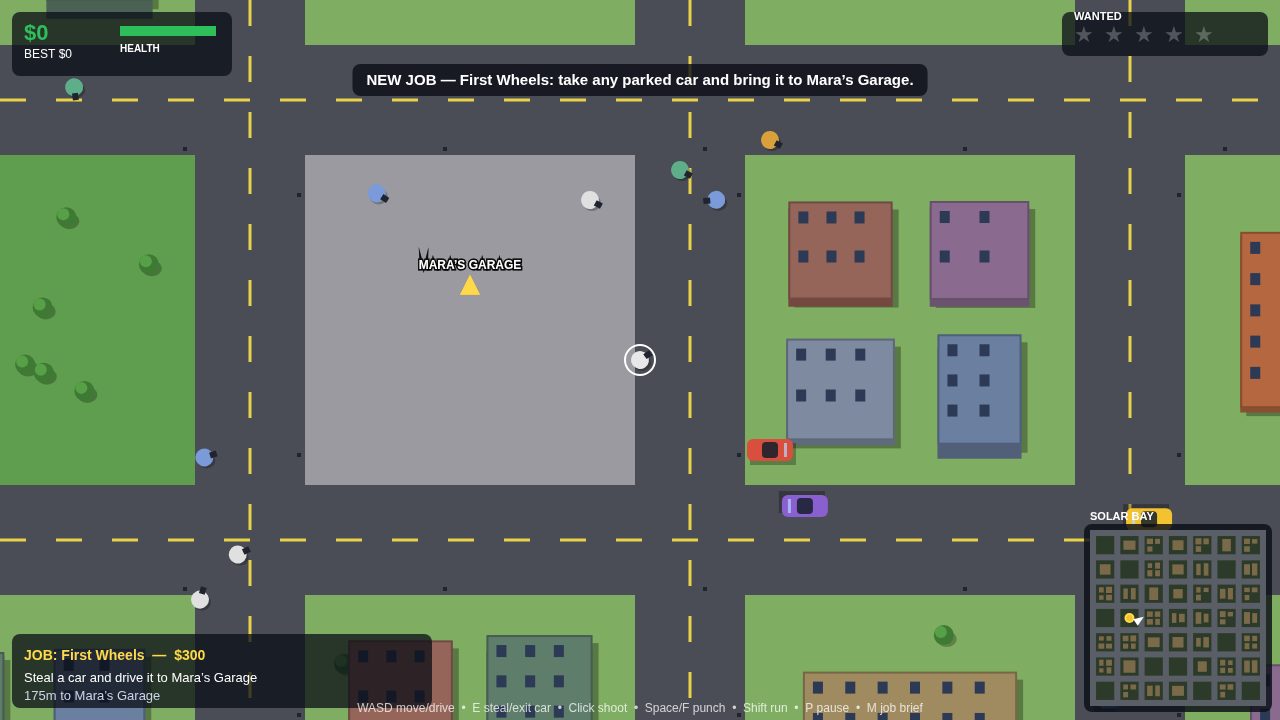 $0
BEST $0
HEALTH
WANTED
NEW JOB — First Wheels: take any parked car and bring it to Mara’s Garage.
MARA’S GARAGE
SOLAR BAY
JOB: First Wheels — $300
Steal a car and drive it to Mara’s Garage
175m to Mara’s Garage
WASD move/drive • E steal/exit car • Click shoot • Space/F punch • Shift run • P pause • M job brief